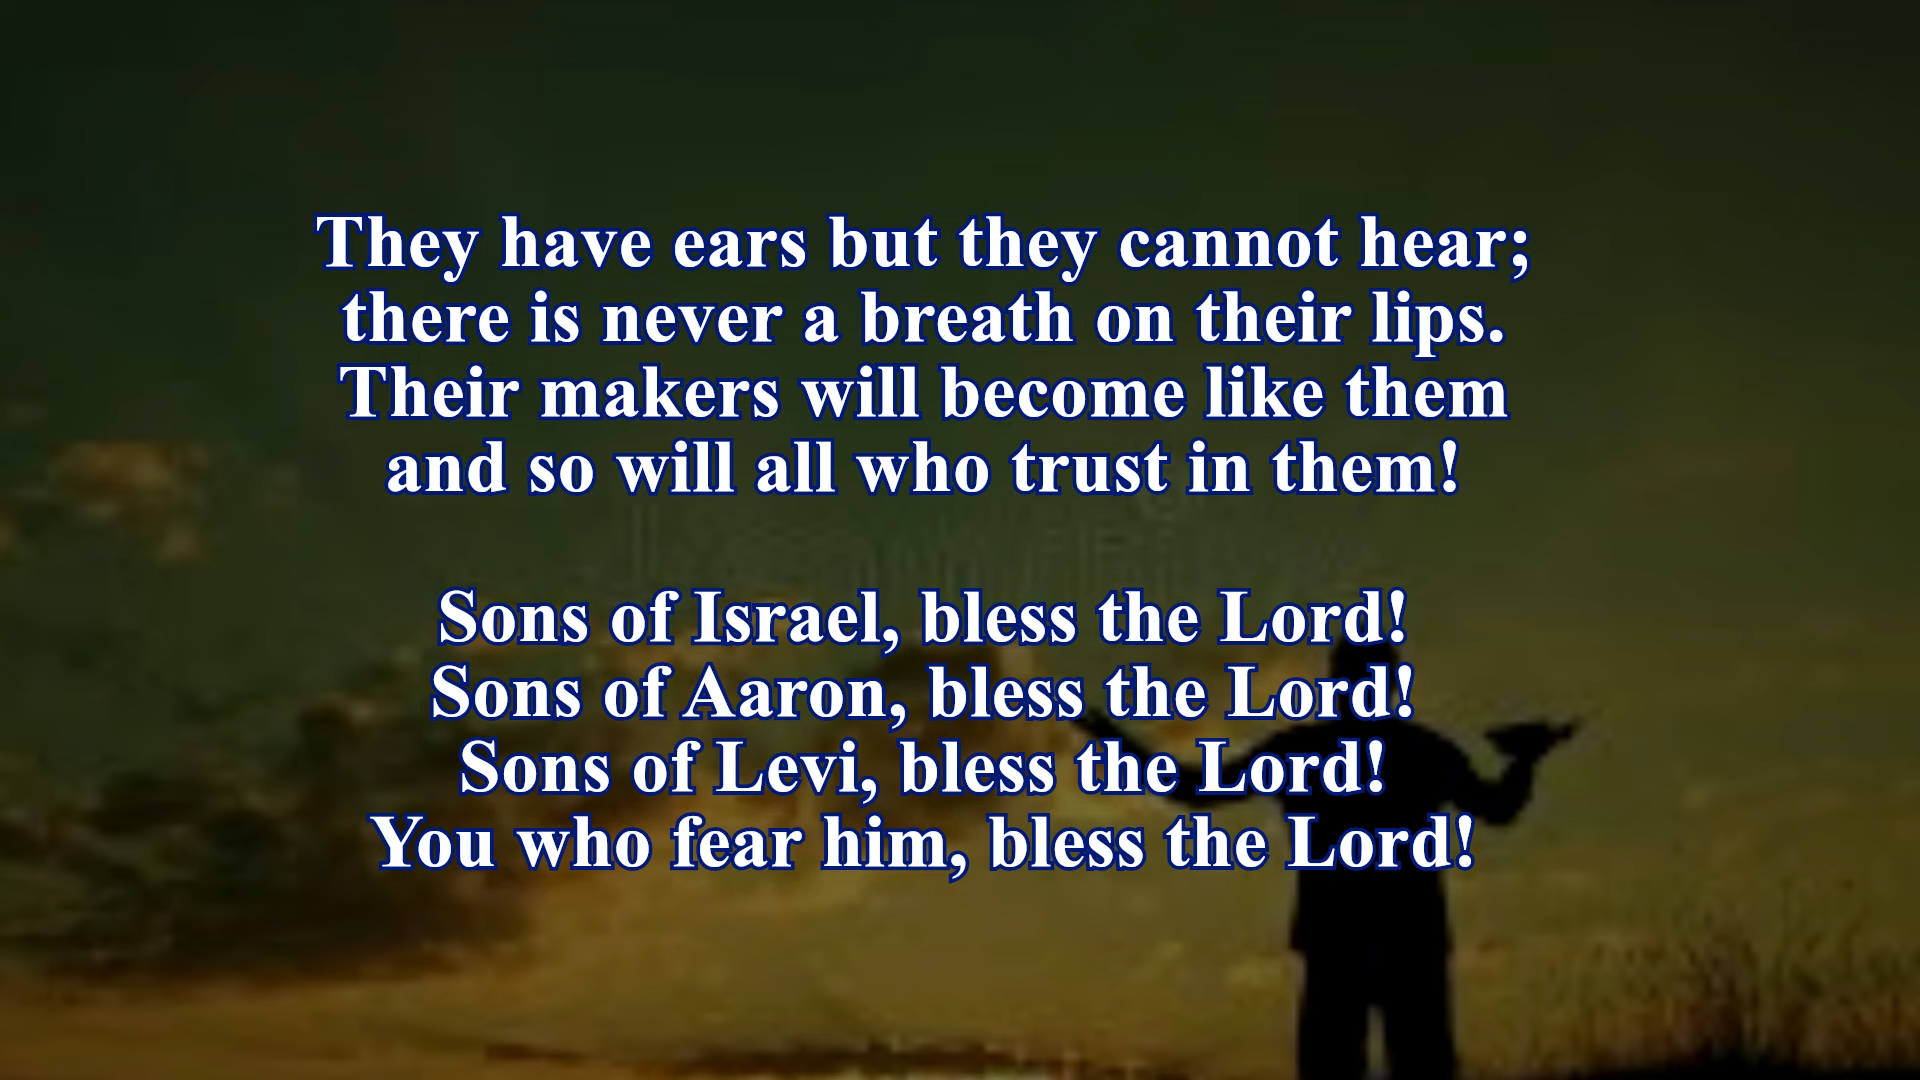 They have ears but they cannot hear;
there is never a breath on their lips.
Their makers will become like them
and so will all who trust in them!
Sons of Israel, bless the Lord!
Sons of Aaron, bless the Lord!
Sons of Levi, bless the Lord!
You who fear him, bless the Lord!